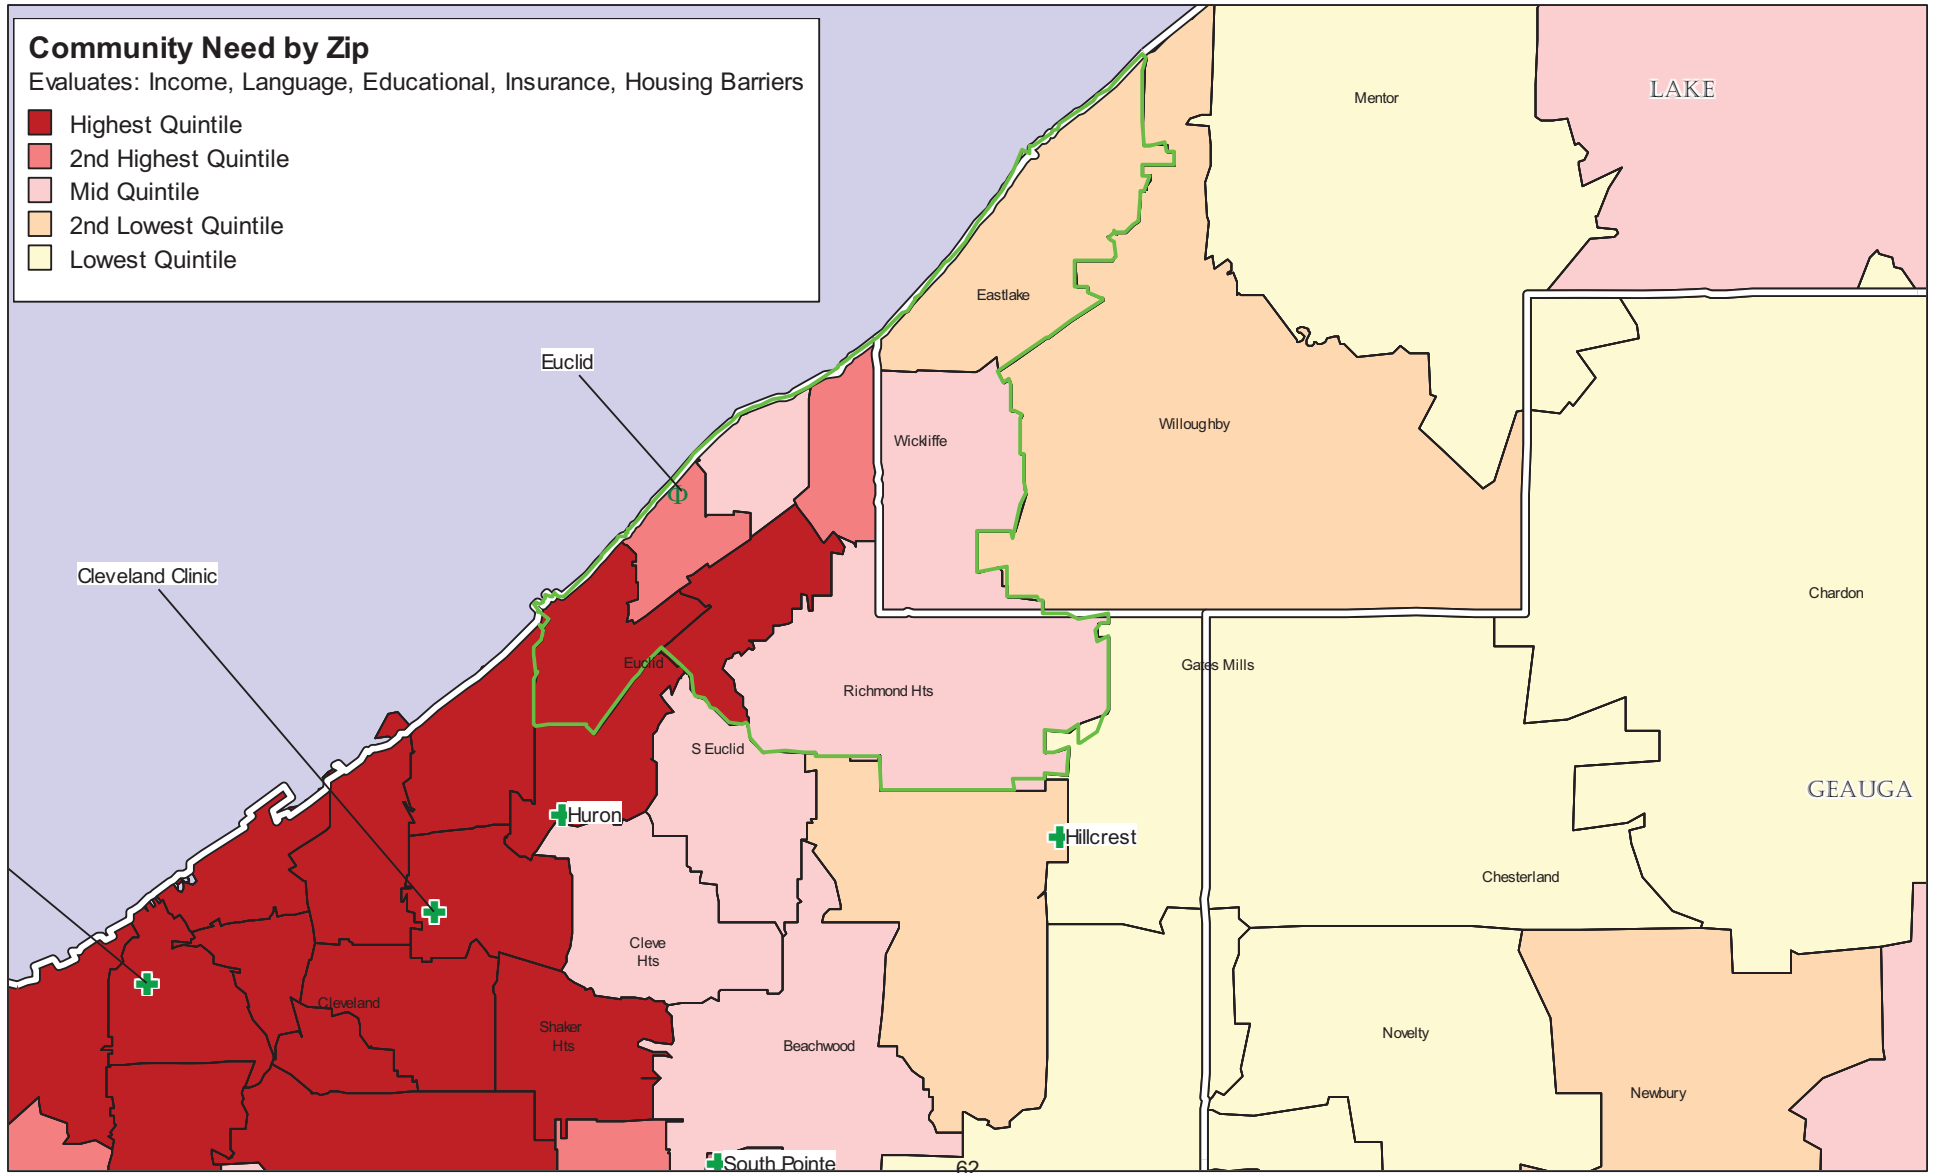 Community Need by Zip
Evaluates: Income, Language, Educational, Insurance, Housing Barriers
Highest Quintile
2nd Highest Quintile
Mid Quintile
2nd Lowest Quintile
Lowest Quintile
Mentor
LAKE
Eastlake
Euclid
Willoughby
Wickliffe
Φ
Cleveland Clinic
Chardon
Euclid
Gates Mills
Richmond Hts
S Euclid
GEAUGA
Huron
Hillcrest
Chesterland
Cleve
Hts
Cleveland
Shaker
Hts
Beachwood
Novelty
Newbury
South Pointe
62